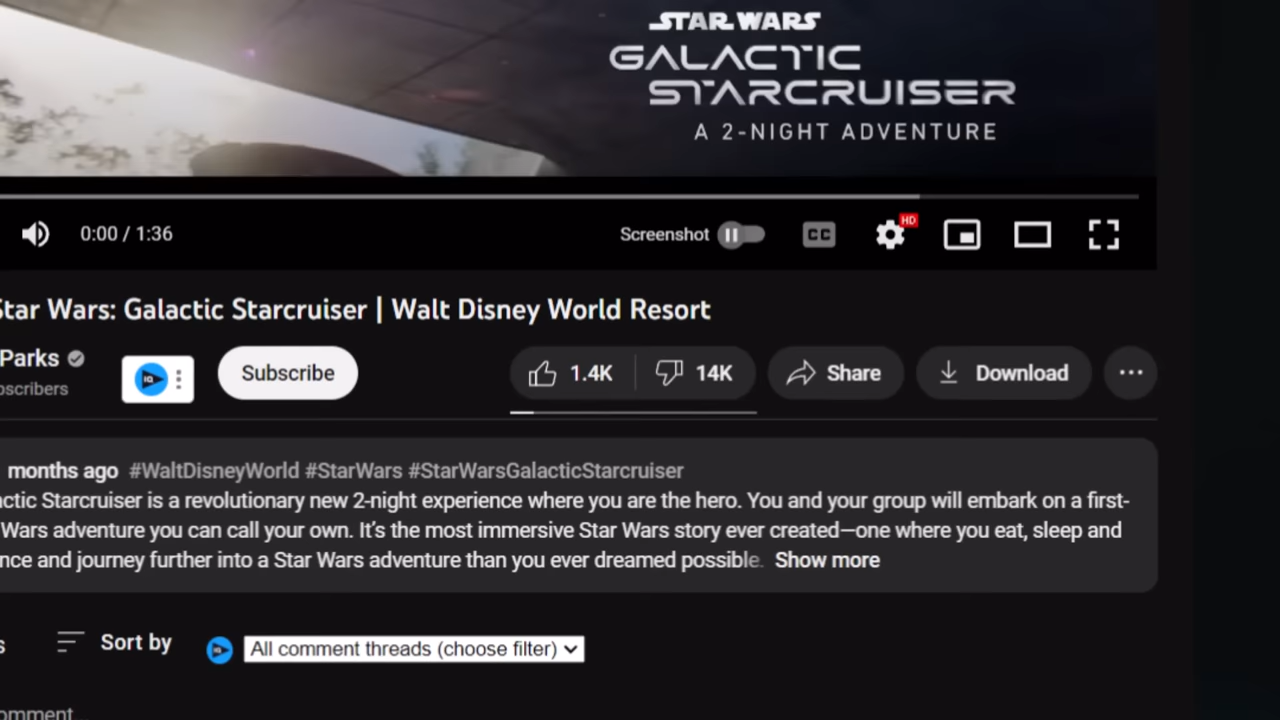 STAR WARS
GALACTIC
STARCRUISER
A 2-NIGHT ADVENTURE
0:00 / 1:36
Screenshot
CC
HD
Star Wars: Galactic Starcruiser | Walt Disney World Resort
Parks
IQ
Subscribe
1.4K
14K
Share
Download
months ago #WaltDisneyWorld #StarWars #StarWarsGalacticStarcruiser
ctic Starcruiser is a revolutionary new 2-night experience where you are the hero. You and your group will embark on a first-
Wars adventure you can call your own. It's the most immersive Star Wars story ever created—one where you eat, sleep and
nce and journey further into a Star Wars adventure than you ever dreamed possible. Show more
Sort by
IQ
All comment threads (choose filter)